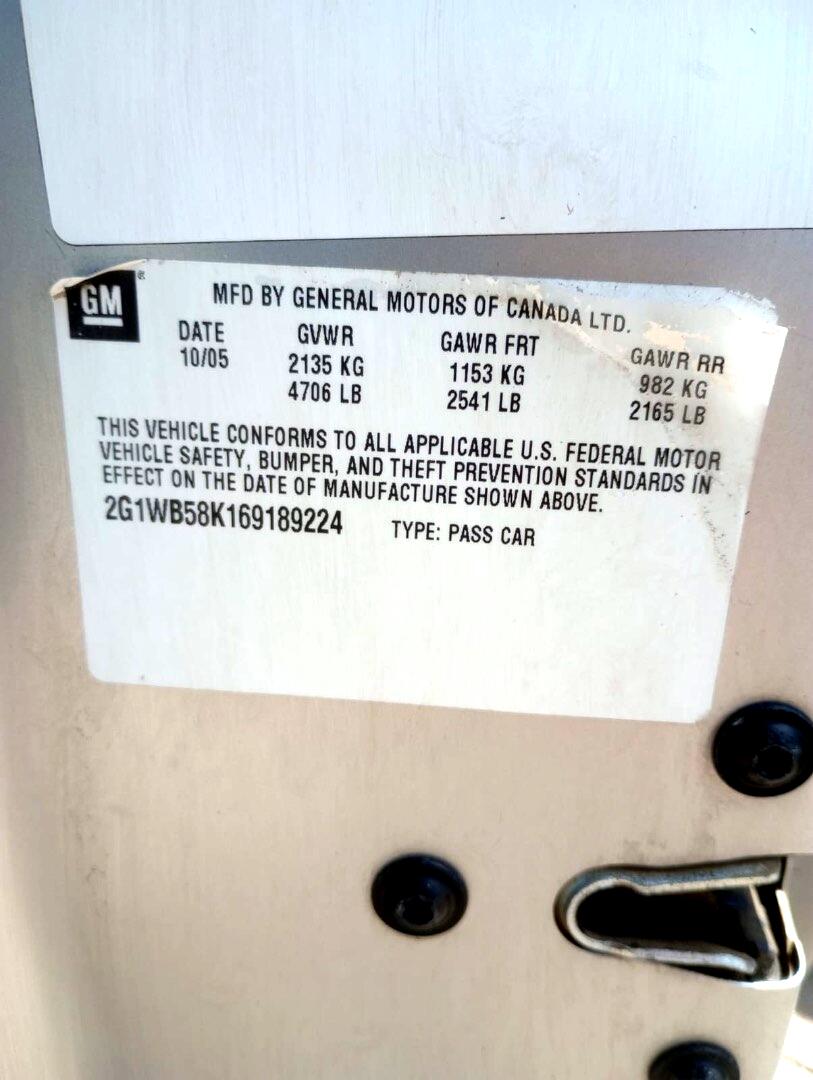 GM ®
MFD BY GENERAL MOTORS OF CANADA LTD.
DATE GVWR GAWR FRT GAWR RR
10/05 2135 KG 1153 KG 982 KG
4706 LB 2541 LB 2165 LB
THIS VEHICLE CONFORMS TO ALL APPLICABLE U.S. FEDERAL MOTOR
VEHICLE SAFETY, BUMPER, AND THEFT PREVENTION STANDARDS IN
EFFECT ON THE DATE OF MANUFACTURE SHOWN ABOVE.
2G1WB58K169189224 TYPE: PASS CAR